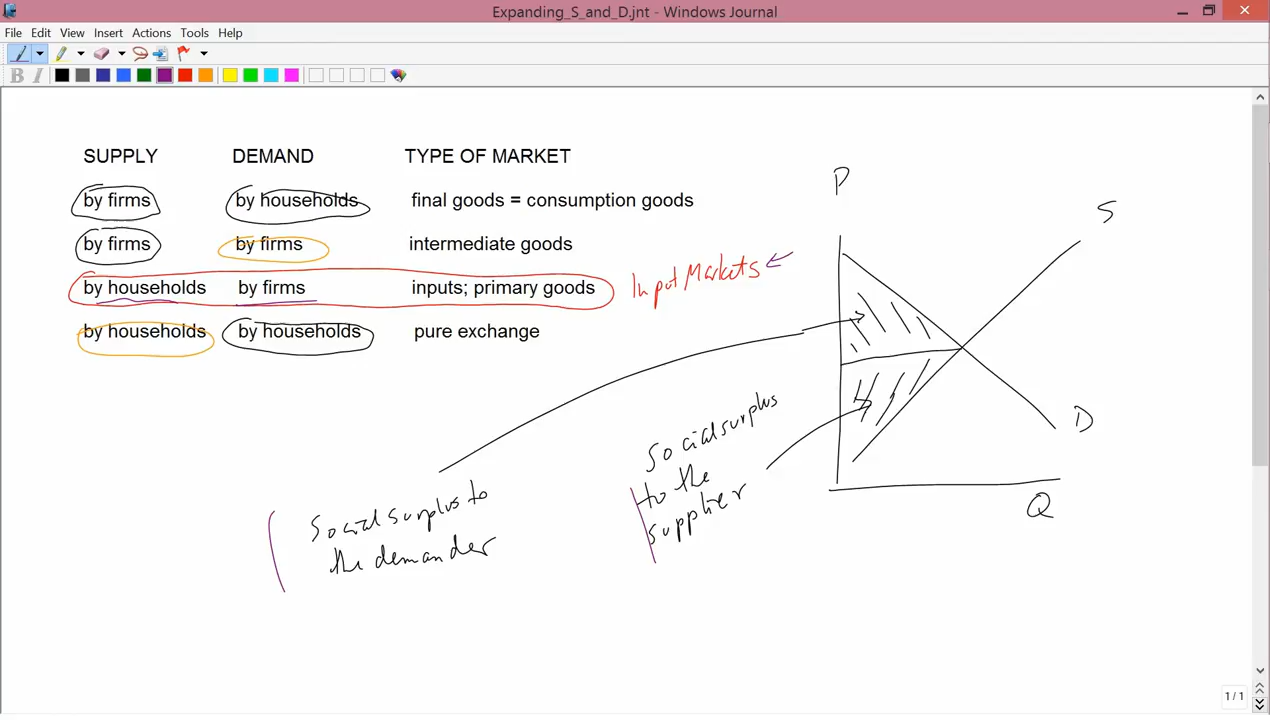 Expanding_S_and_D.jnt - Windows Journal
File Edit View Insert Actions Tools Help
B I
SUPPLY DEMAND TYPE OF MARKET
by firms by households final goods = consumption goods
by firms by firms intermediate goods
by households by firms inputs; primary goods
Input Markets
by households by households pure exchange
P
S
D
Q
Social surplus
to the
supplier
Social surplus to
the demander
1 / 1